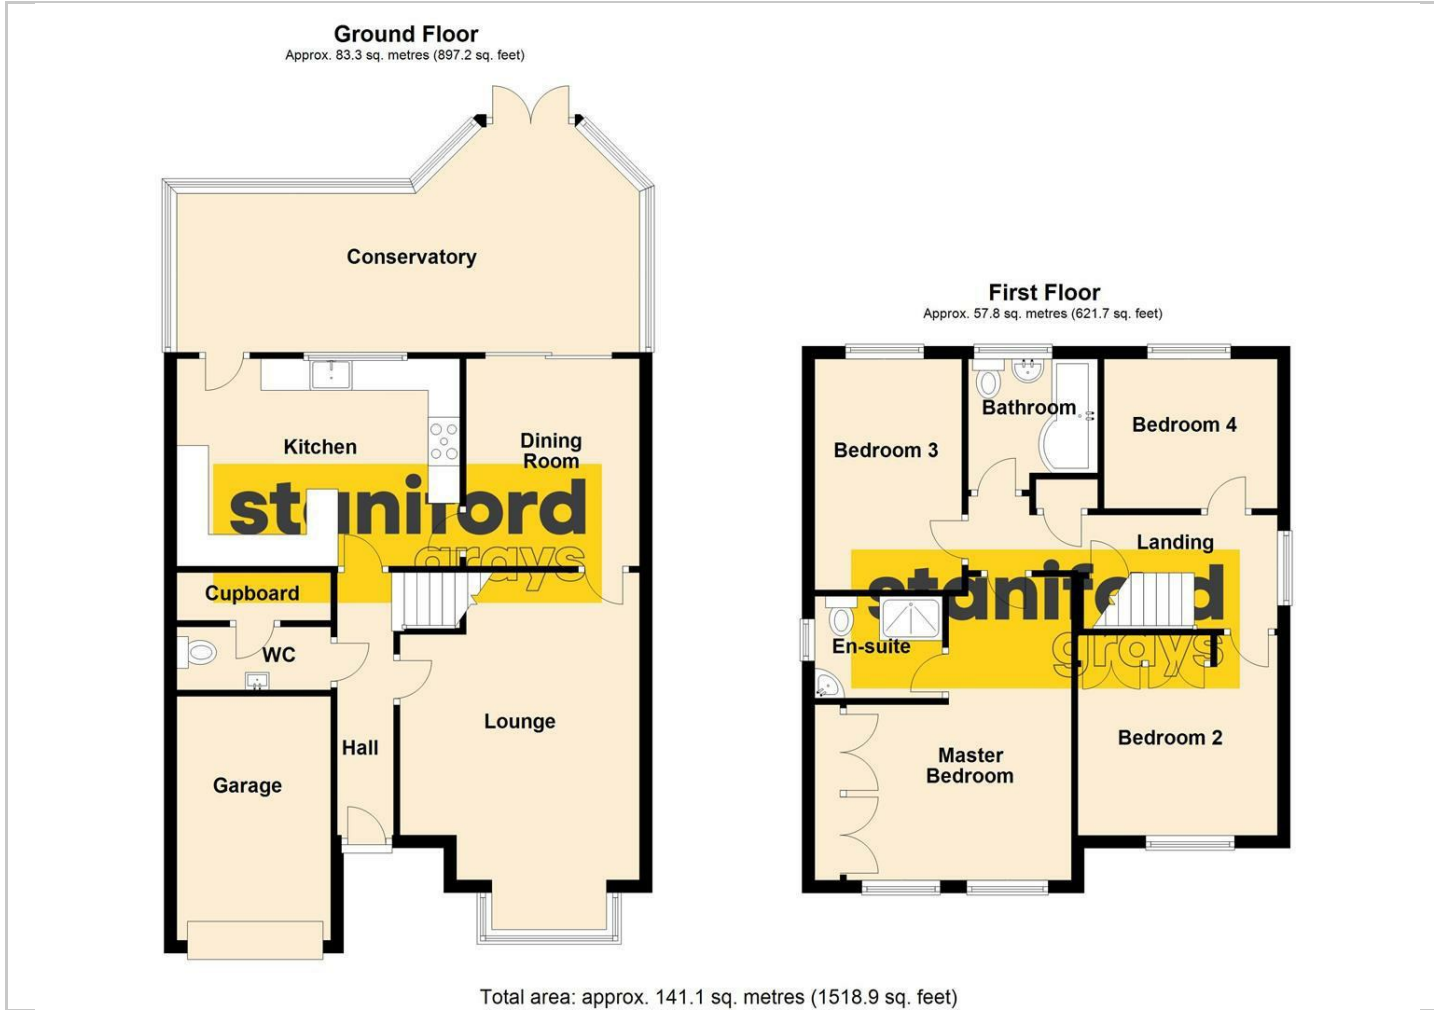 Ground Floor
Approx. 83.3 sq. metres (897.2 sq. feet)
Conservatory
Kitchen
Dining
Room
staniford
grays
Cupboard
WC
Lounge
Hall
Garage
First Floor
Approx. 57.8 sq. metres (621.7 sq. feet)
Bathroom
Bedroom 4
Bedroom 3
Landing
staniford
grays
En-suite
Bedroom 2
Master
Bedroom
Total area: approx. 141.1 sq. metres (1518.9 sq. feet)